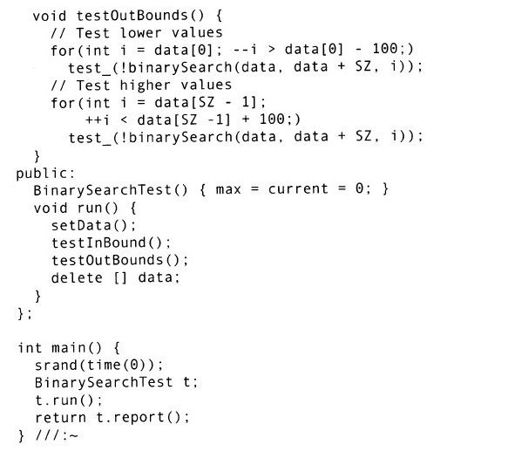 void testOutBounds() {
// Test lower values
for(int i = data[0]; --i > data[0] - 100;)
test_(!binarySearch(data, data + SZ, i));
// Test higher values
for(int i = data[SZ - 1];
++i < data[SZ -1] + 100;)
test_(!binarySearch(data, data + SZ, i));
}
public:
BinarySearchTest() { max = current = 0; }
void run() {
setData();
testInBound();
testOutBounds();
delete [] data;
}
};
int main() {
srand(time(0));
BinarySearchTest t;
t.run();
return t.report();
} ///:~